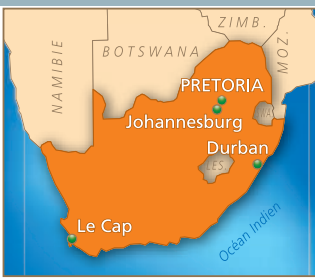 ZIMB.
BOTSWANA
NAMIBIE
MOZ.
PRETORIA
Johannesburg
Durban
LES.
Le Cap
Océan Indien